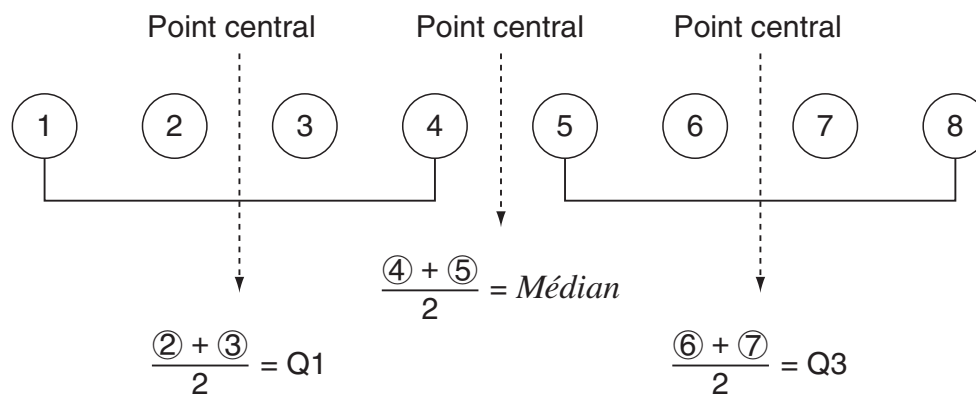 Point central Point central Point central
1 2 3 4 5 6 7 8
(④ + ⑤) / 2 = Médian
(② + ③) / 2 = Q1 (⑥ + ⑦) / 2 = Q3